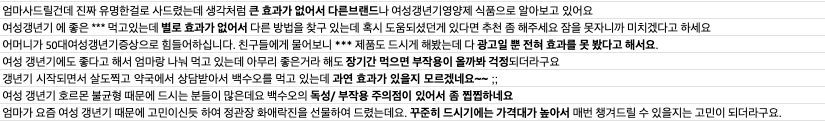 엄마사드릴건데 진짜 유명한걸로 사드렸는데 생각처럼 큰 효과가 없어서 다른브랜드나 여성갱년기영양제 식품으로 알아보고 있어요
여성갱년기 에 좋은 *** 먹고있는데 별로 효과가 없어서 다른 방법을 찾구 있는데 혹시 도움되셨던게 있다면 추천 좀 해주세요 잠을 못자니까 미치겠다고 하세요
어머니가 50대여성갱년기증상으로 힘들어하십니다. 친구들에게 물어보니 *** 제품도 드시게 해봤는데 다 광고일 뿐 전혀 효과를 못 봤다고 해서요.
여성 갱년기에도 좋다고 해서 엄마랑 나눠 먹고 있는데 아무리 좋은거라 해도 장기간 먹으면 부작용이 올까봐 걱정되더라구요
갱년기 시작되면서 살도찍고 약국에서 상담받아서 백수오를 먹고 있는데 과연 효과가 있을지 모르겠네요~~ ;;
여성 갱년기 호르몬 불균형 때문에 드시는 분들이 많은데요 백수오의 독성/ 부작용 주의점이 있어서 좀 찝찝하네요
엄마가 요즘 여성 갱년기 때문에 고민이신듯 하여 정관장 화애락진을 선물하여 드렸는데요. 꾸준히 드시기에는 가격대가 높아서 매번 챙겨드릴 수 있을지는 고민이 되더라구요.